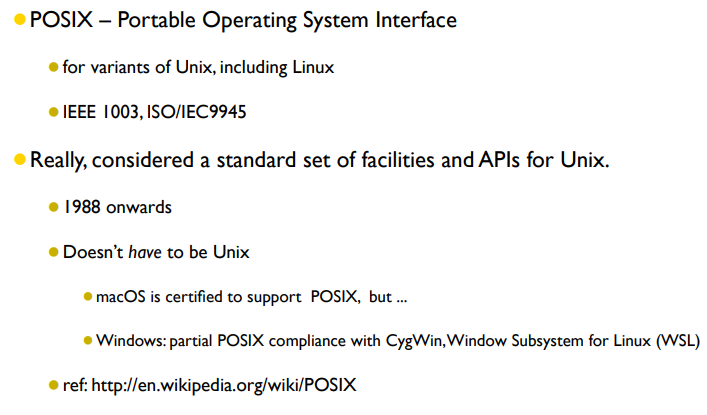 POSIX – Portable Operating System Interface
for variants of Unix, including Linux
IEEE 1003, ISO/IEC9945
Really, considered a standard set of facilities and APIs for Unix.
1988 onwards
Doesn't have to be Unix
macOS is certified to support POSIX, but ...
Windows: partial POSIX compliance with CygWin, Window Subsystem for Linux (WSL)
ref: http://en.wikipedia.org/wiki/POSIX